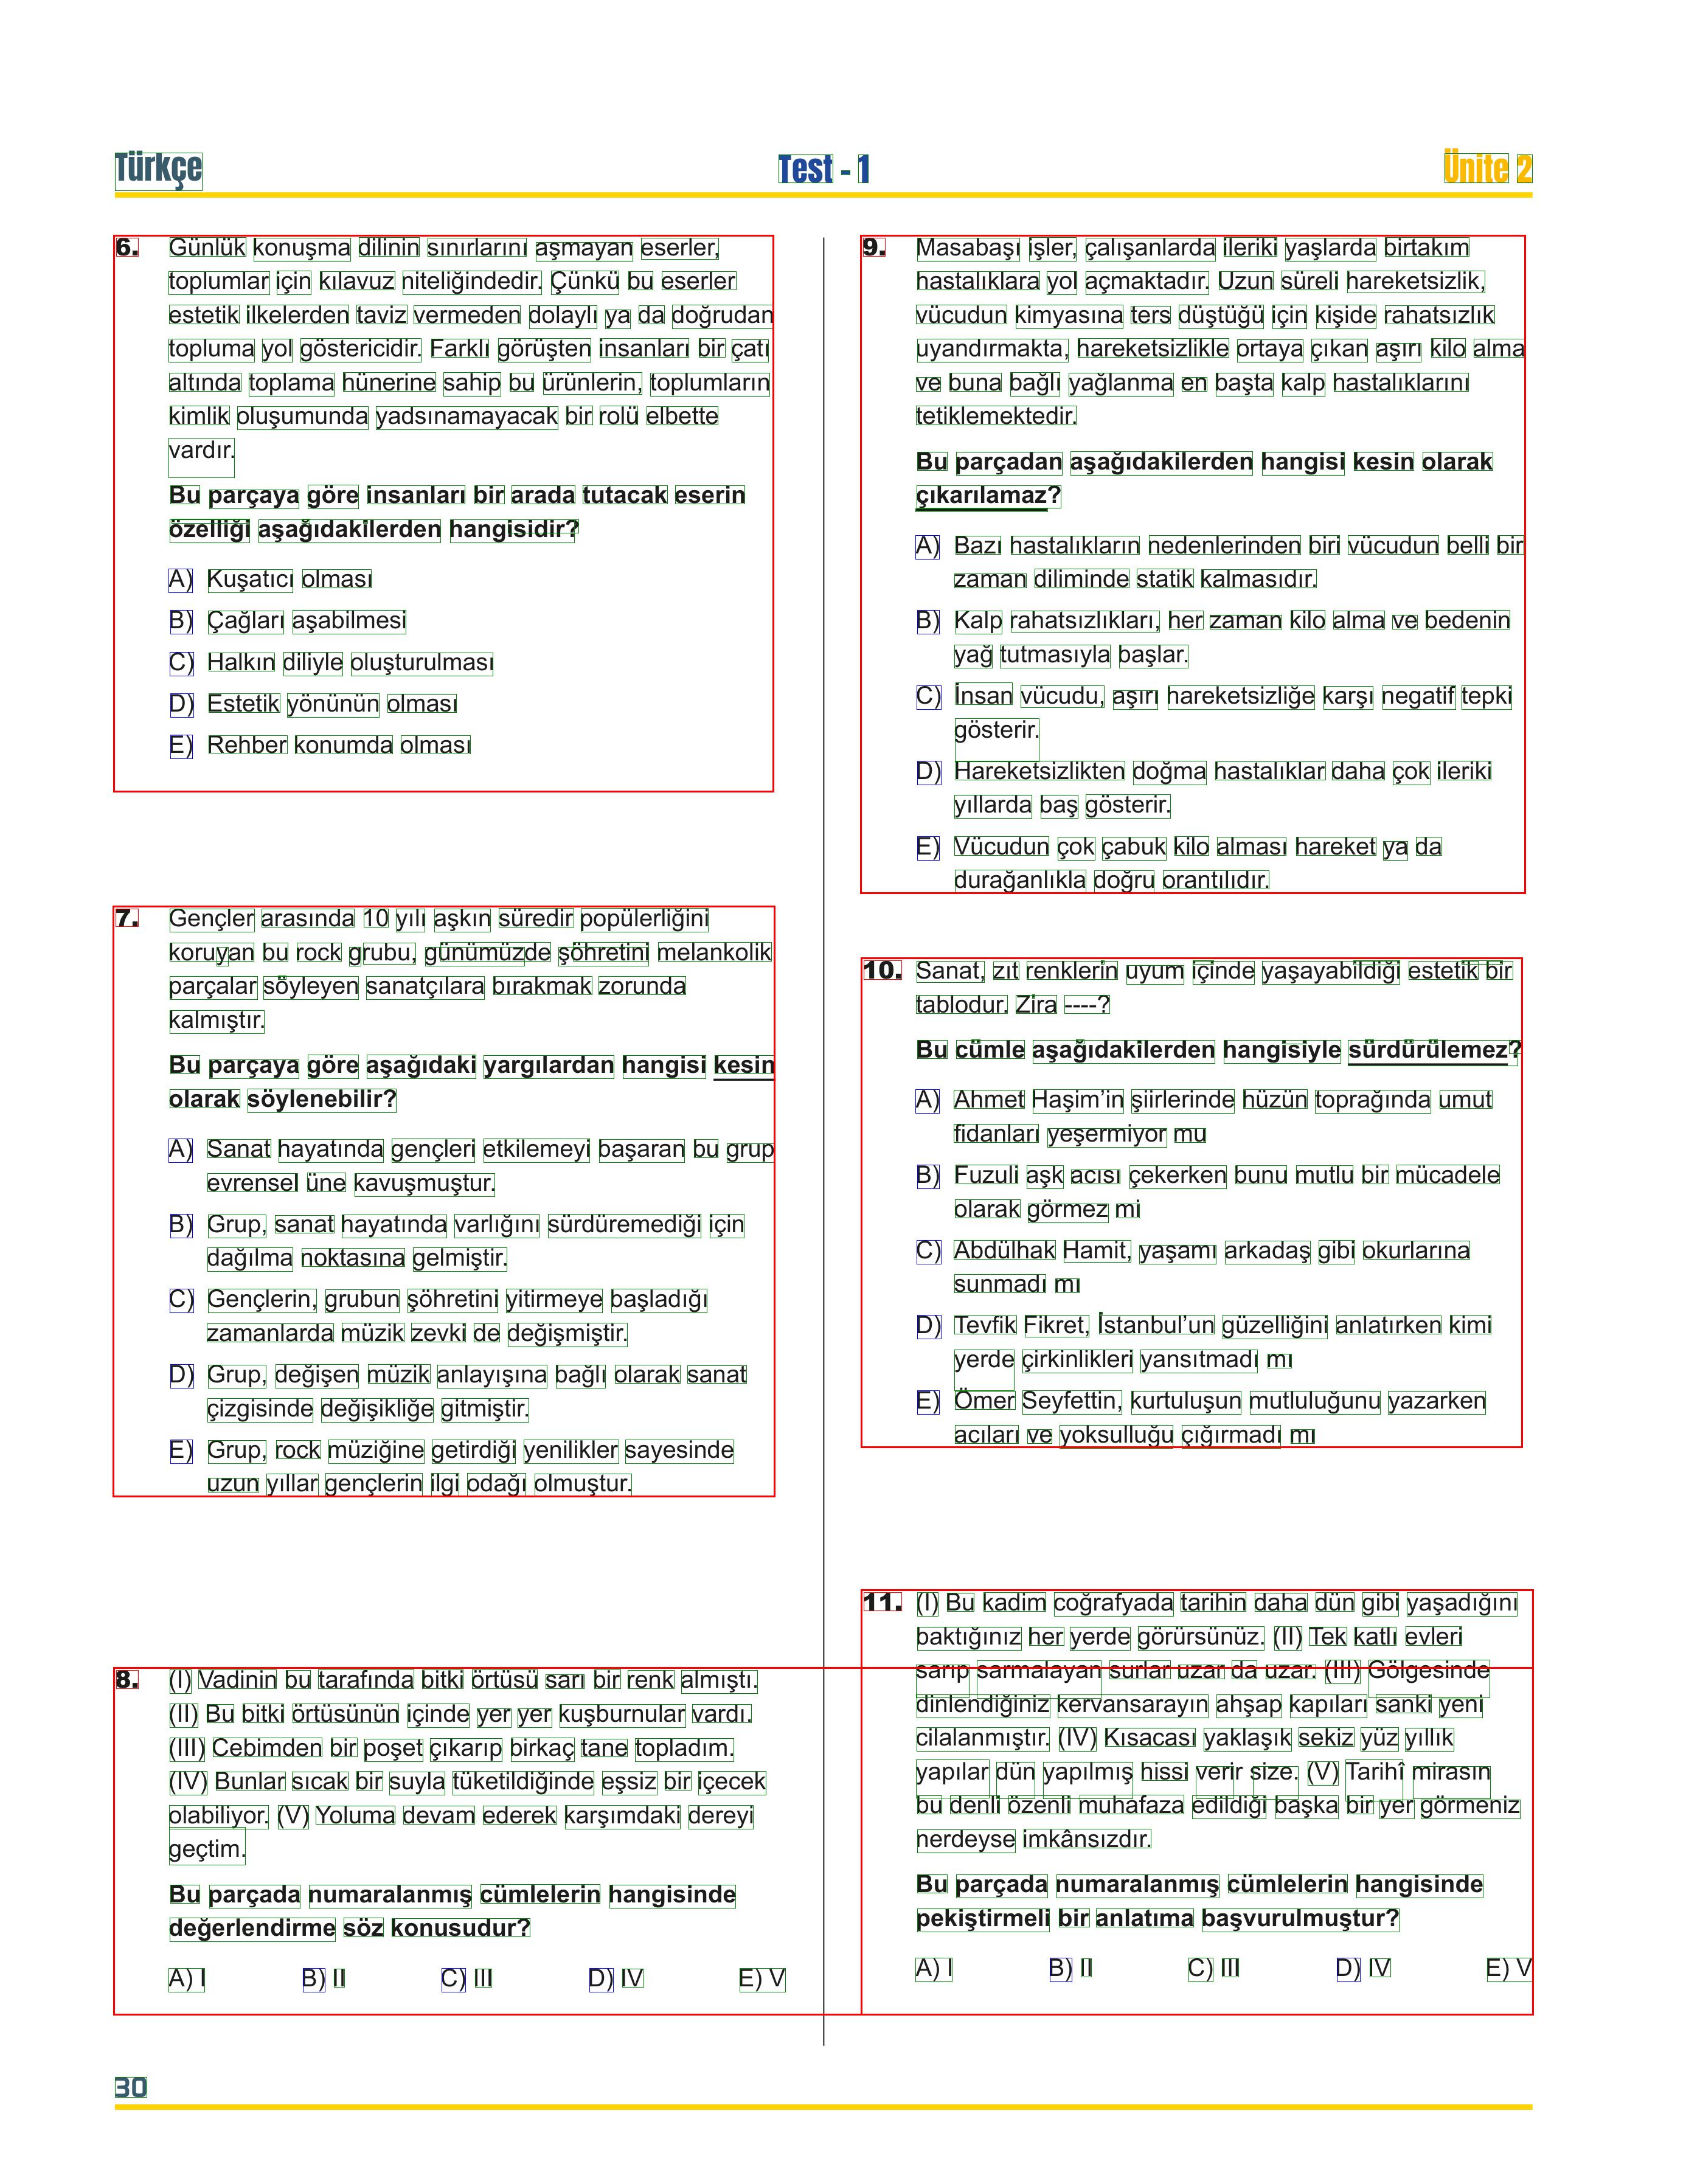 Türkçe
Test - 1
Ünite 2
6. Günlük konuşma dilinin sınırlarını aşmayan eserler,
toplumlar için kılavuz niteliğindedir. Çünkü bu eserler
estetik ilkelerden taviz vermeden dolaylı ya da doğrudan
topluma yol göstericidir. Farklı görüşten insanları bir çatı
altında toplama hünerine sahip bu ürünlerin, toplumların
kimlik oluşumunda yadsınamayacak bir rolü elbette
vardır.
Bu parçaya göre insanları bir arada tutacak eserin
özelliği aşağıdakilerden hangisidir?
A) Kuşatıcı olması
B) Çağları aşabilmesi
C) Halkın diliyle oluşturulması
D) Estetik yönünün olması
E) Rehber konumda olması
7. Gençler arasında 10 yılı aşkın süredir popülerliğini
koruyan bu rock grubu, günümüzde şöhretini melankolik
parçalar söyleyen sanatçılara bırakmak zorunda
kalmıştır.
Bu parçaya göre aşağıdaki yargılardan hangisi kesin
olarak söylenebilir?
A) Sanat hayatında gençleri etkilemeyi başaran bu grup
evrensel üne kavuşmuştur.
B) Grup, sanat hayatında varlığını sürdüremediği için
dağılma noktasına gelmiştir.
C) Gençlerin, grubun şöhretini yitirmeye başladığı
zamanlarda müzik zevki de değişmiştir.
D) Grup, değişen müzik anlayışına bağlı olarak sanat
çizgisinde değişikliğe gitmiştir.
E) Grup, rock müziğine getirdiği yenilikler sayesinde
uzun yıllar gençlerin ilgi odağı olmuştur.
8. (I) Vadinin bu tarafında bitki örtüsü sarı bir renk almıştı.
(II) Bu bitki örtüsünün içinde yer yer kuşburnular vardı.
(III) Cebimden bir poşet çıkarıp birkaç tane topladım.
(IV) Bunlar sıcak bir suyla tüketildiğinde eşsiz bir içecek
olabiliyor. (V) Yoluma devam ederek karşımdaki dereyi
geçtim.
Bu parçada numaralanmış cümlelerin hangisinde
değerlendirme söz konusudur?
A) I B) II C) III D) IV E) V
9. Masabaşı işler, çalışanlarda ileriki yaşlarda birtakım
hastalıklara yol açmaktadır. Uzun süreli hareketsizlik,
vücudun kimyasına ters düştüğü için kişide rahatsızlık
uyandırmakta, hareketsizlikle ortaya çıkan aşırı kilo alma
ve buna bağlı yağlanma en başta kalp hastalıklarını
tetiklemektedir.
Bu parçadan aşağıdakilerden hangisi kesin olarak
çıkarılamaz?
A) Bazı hastalıkların nedenlerinden biri vücudun belli bir
zaman diliminde statik kalmasıdır.
B) Kalp rahatsızlıkları, her zaman kilo alma ve bedenin
yağ tutmasıyla başlar.
C) İnsan vücudu, aşırı hareketsizliğe karşı negatif tepki
gösterir.
D) Hareketsizlikten doğma hastalıklar daha çok ileriki
yıllarda baş gösterir.
E) Vücudun çok çabuk kilo alması hareket ya da
durağanlıkla doğru orantılıdır.
10. Sanat, zıt renklerin uyum içinde yaşayabildiği estetik bir
tablodur. Zira ----?
Bu cümle aşağıdakilerden hangisiyle sürdürülemez?
A) Ahmet Haşim’in şiirlerinde hüzün toprağında umut
fidanları yeşermiyor mu
B) Fuzuli aşk acısı çekerken bunu mutlu bir mücadele
olarak görmez mi
C) Abdülhak Hamit, yaşamı arkadaş gibi okurlarına
sunmadı mı
D) Tevfik Fikret, İstanbul’un güzelliğini anlatırken kimi
yerde çirkinlikleri yansıtmadı mı
E) Ömer Seyfettin, kurtuluşun mutluluğunu yazarken
acıları ve yoksulluğu çığırmadı mı
11. (I) Bu kadim coğrafyada tarihin daha dün gibi yaşadığını
baktığınız her yerde görürsünüz. (II) Tek katlı evleri
sarıp sarmalayan surlar uzar da uzar. (III) Gölgesinde
dinlendiğiniz kervansarayın ahşap kapıları sanki yeni
cilalanmıştır. (IV) Kısacası yaklaşık sekiz yüz yıllık
yapılar dün yapılmış hissi verir size. (V) Tarihî mirasın
bu denli özenli muhafaza edildiği başka bir yer görmeniz
nerdeyse imkânsızdır.
Bu parçada numaralanmış cümlelerin hangisinde
pekiştirmeli bir anlatıma başvurulmuştur?
A) I B) II C) III D) IV E) V
30